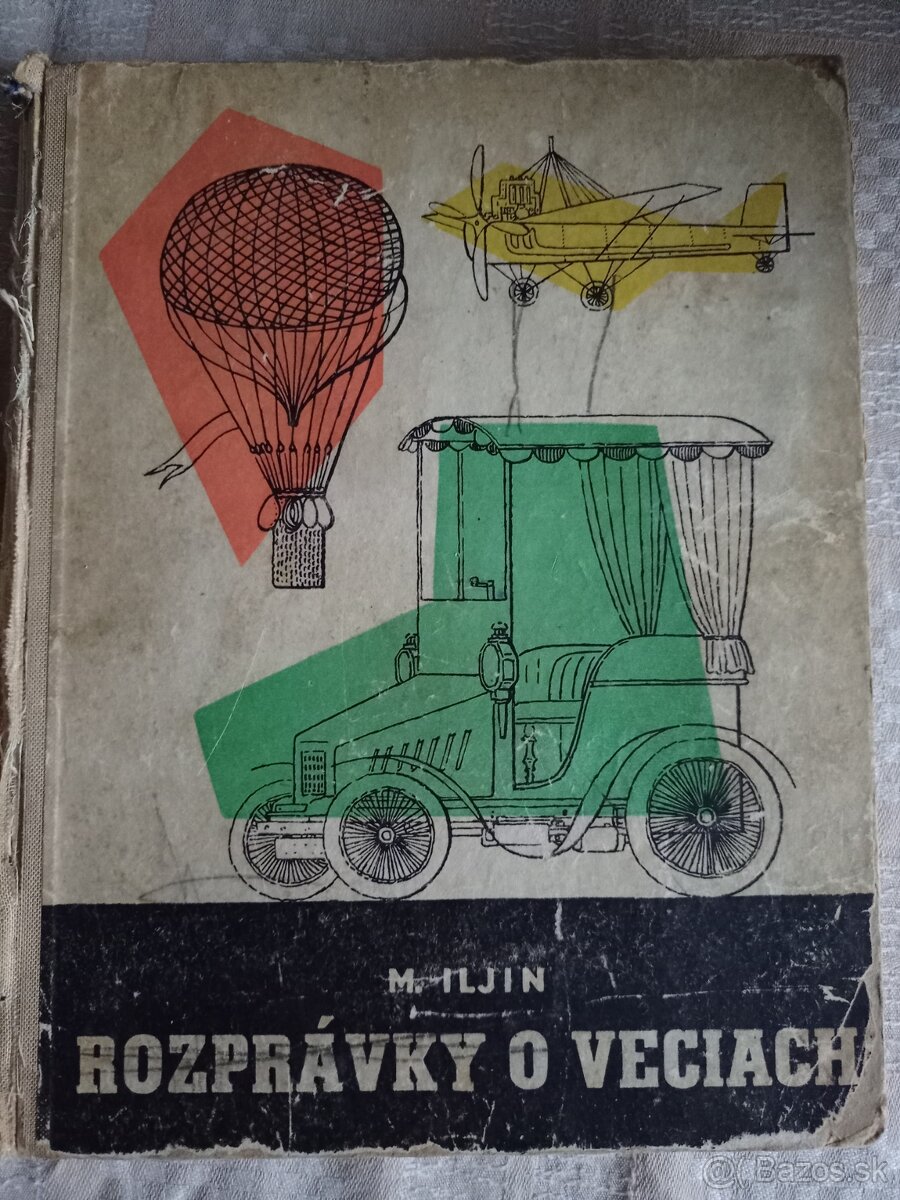 M. ILJIN
ROZPRÁVKY O VECIACH
@ Bazos.sk